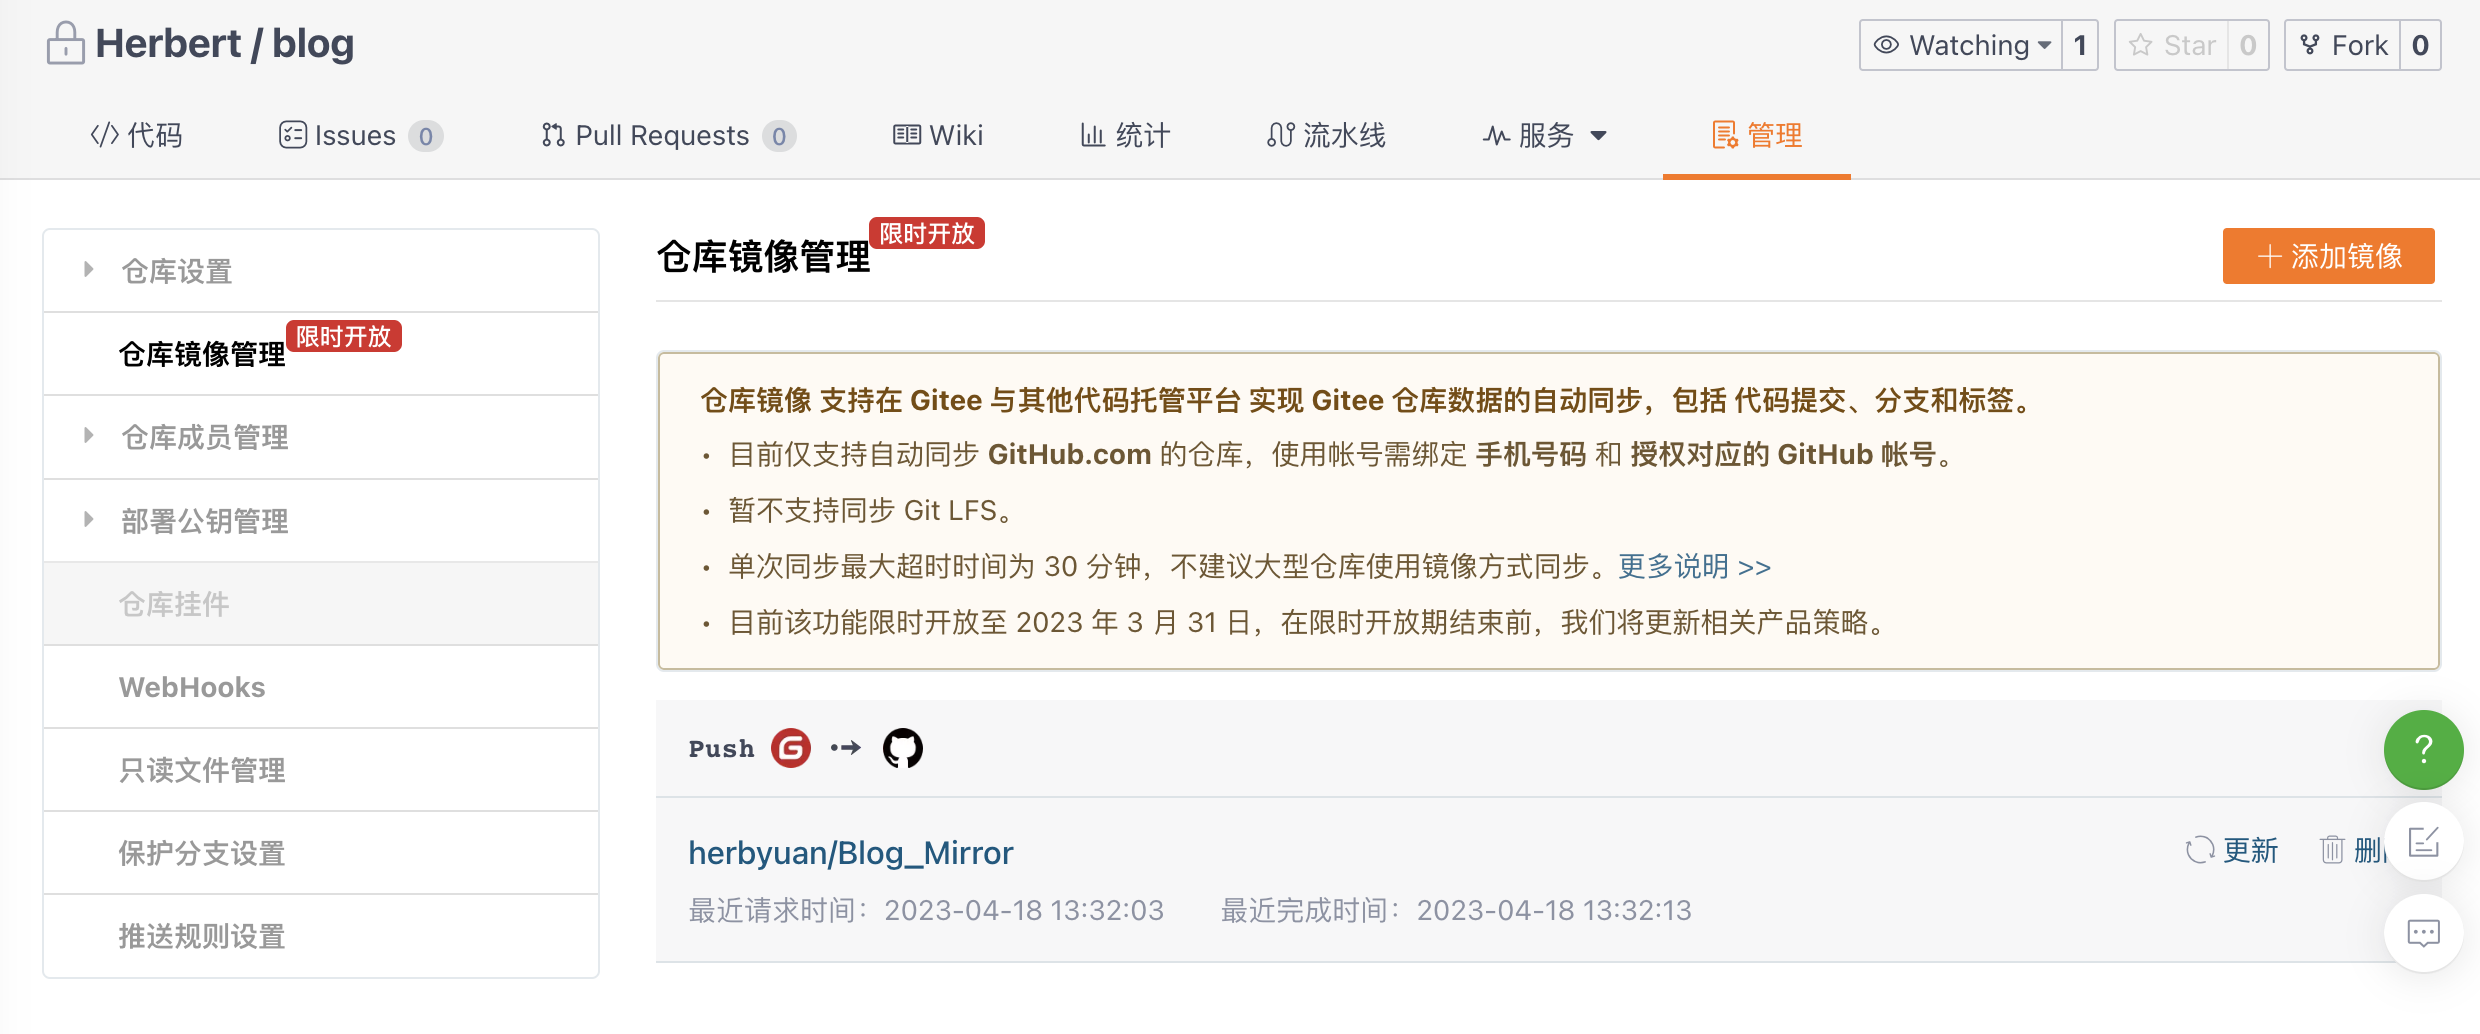 Herbert / blog
Watching 1 Star 0 Fork 0
代码 Issues 0 Pull Requests 0 Wiki 统计 流水线 服务 管理
仓库设置
仓库镜像管理 限时开放
仓库成员管理
部署公钥管理
仓库挂件
WebHooks
只读文件管理
保护分支设置
推送规则设置
仓库镜像管理 限时开放
添加镜像
仓库镜像 支持在 Gitee 与其他代码托管平台 实现 Gitee 仓库数据的自动同步，包括 代码提交、分支和标签。
• 目前仅支持自动同步 GitHub.com 的仓库，使用帐号需绑定 手机号码 和 授权对应的 GitHub 帐号。
• 暂不支持同步 Git LFS。
• 单次同步最大超时时间为 30 分钟，不建议大型仓库使用镜像方式同步。更多说明 >>
• 目前该功能限时开放至 2023 年 3 月 31 日，在限时开放期结束前，我们将更新相关产品策略。
Push
herbyuan/Blog_Mirror
更新 删
最近请求时间：2023-04-18 13:32:03 最近完成时间：2023-04-18 13:32:13